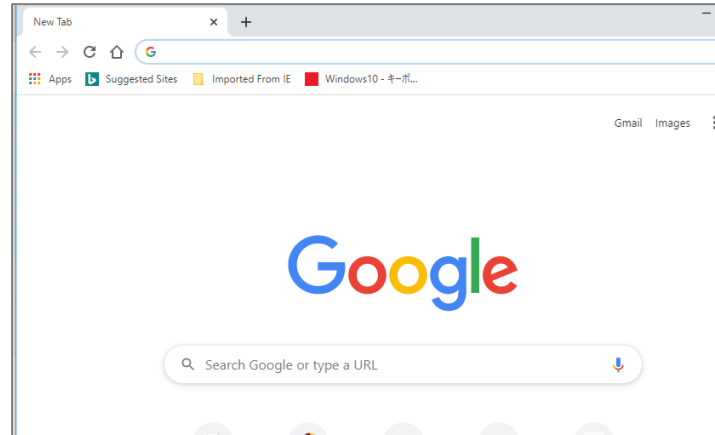 New Tab
Apps Suggested Sites Imported From IE Windows10 - キーボ...
Gmail Images
Google
Search Google or type a URL